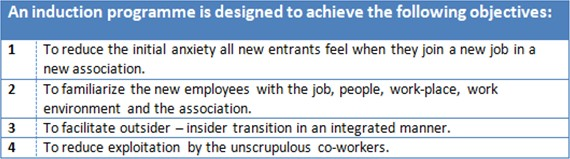 An induction programme is designed to achieve the following objectives:
1 To reduce the initial anxiety all new entrants feel when they join a new job in a
new association.
2 To familiarize the new employees with the job, people, work-place, work
environment and the association.
3 To facilitate outsider – insider transition in an integrated manner.
4 To reduce exploitation by the unscrupulous co-workers.